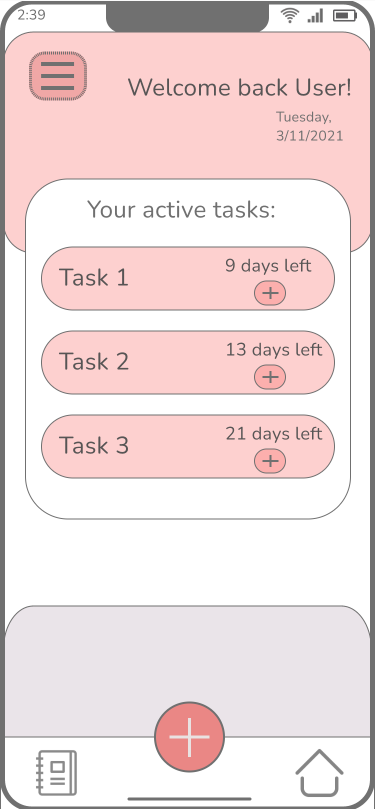 2:39
Welcome back User!
Tuesday,
3/11/2021
Your active tasks:
Task 1
9 days left
Task 2
13 days left
Task 3
21 days left